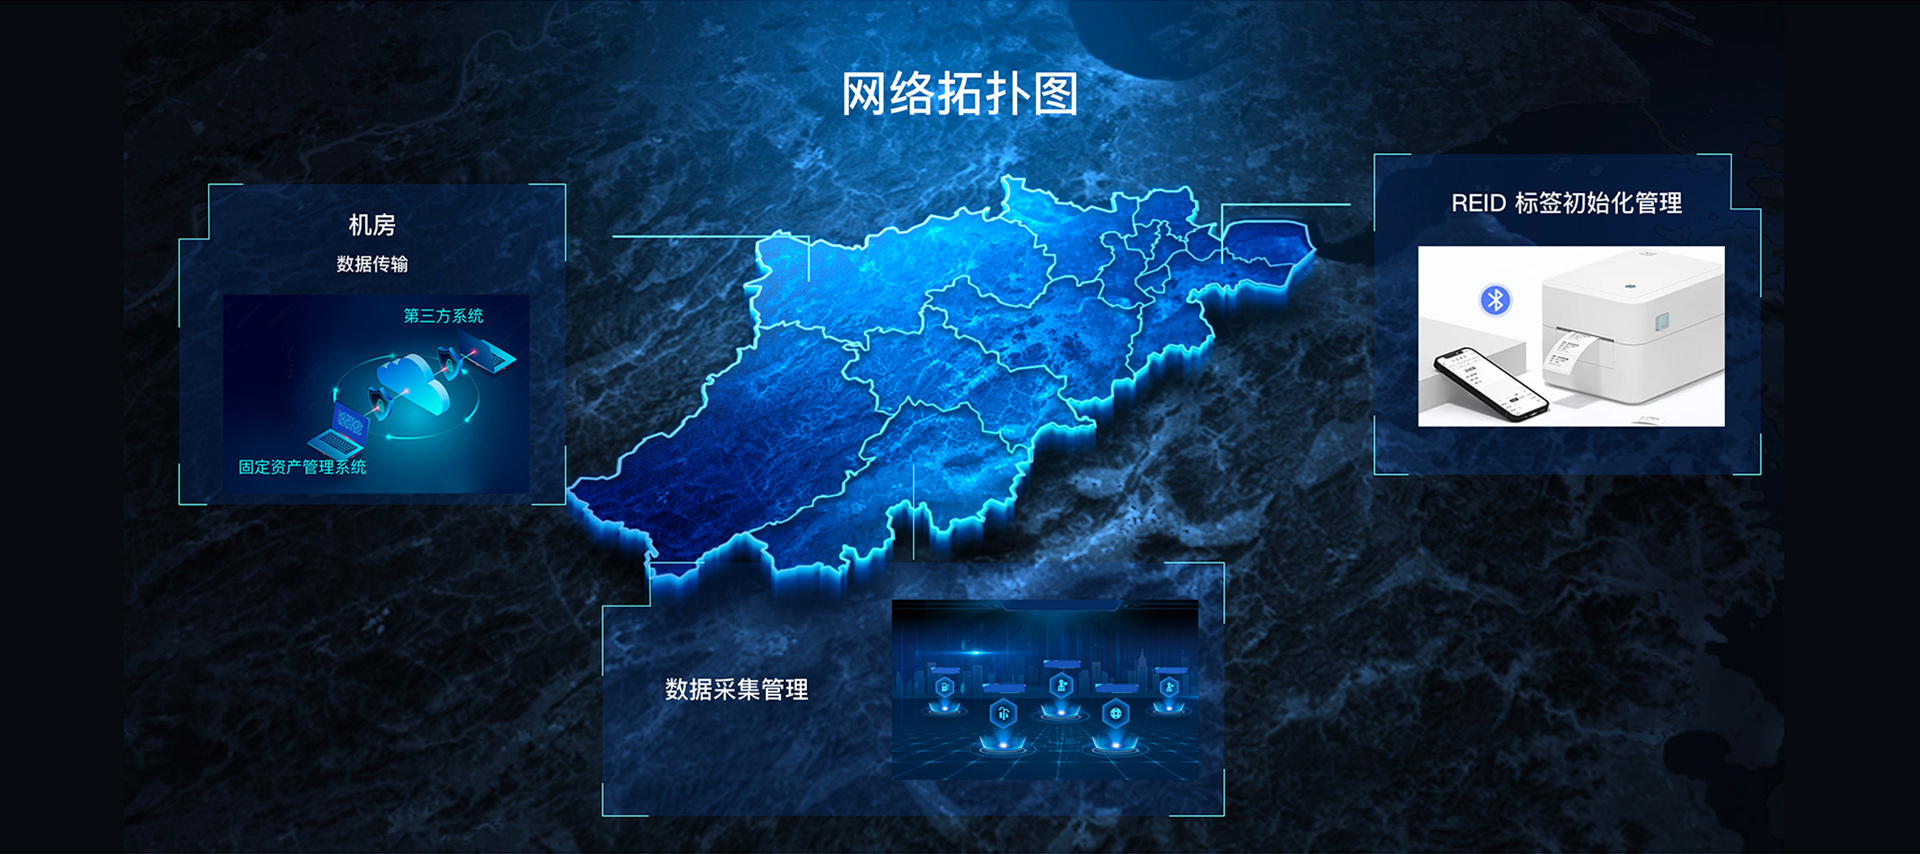 网络拓扑图
机房
数据传输
第三方系统
固定资产管理系统
REID 标签初始化管理
数据采集管理